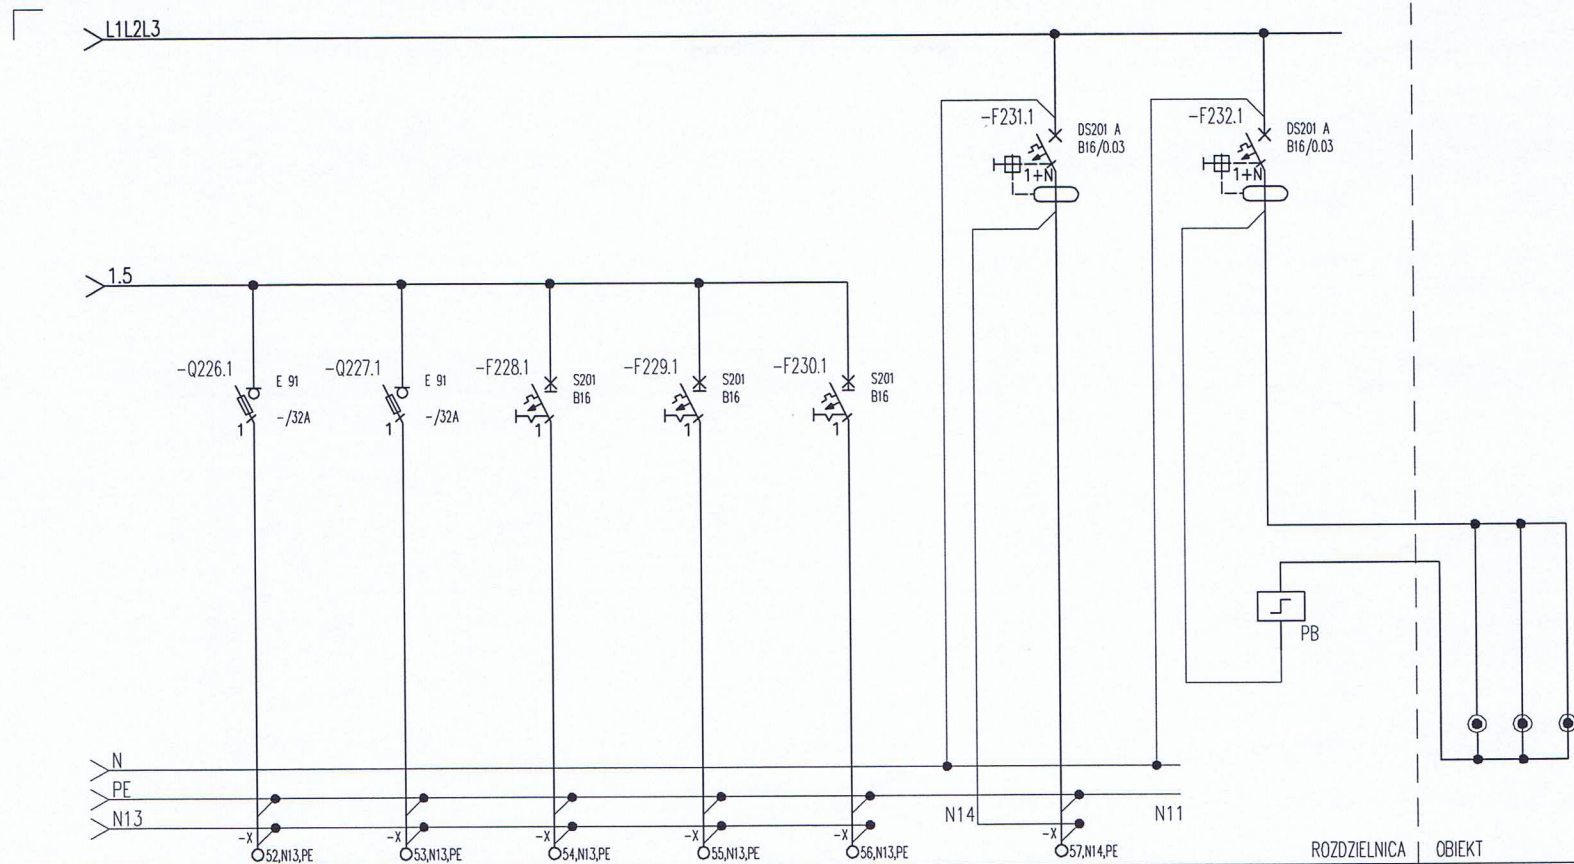 L1L2L3
-F231.1
DS201 A
B16/0.03
1+N
-F232.1
DS201 A
B16/0.03
1+N
1.5
-Q226.1
E 91
-/32A
1
-Q227.1
E 91
-/32A
1
-F228.1
S201
B16
1
-F229.1
S201
B16
1
-F230.1
S201
B16
1
PB
N
PE
N13
N14
N11
-X
52,N13,PE
-X
53,N13,PE
-X
54,N13,PE
-X
55,N13,PE
-X
56,N13,PE
-X
57,N14,PE
ROZDZIELNICA
OBIEKT